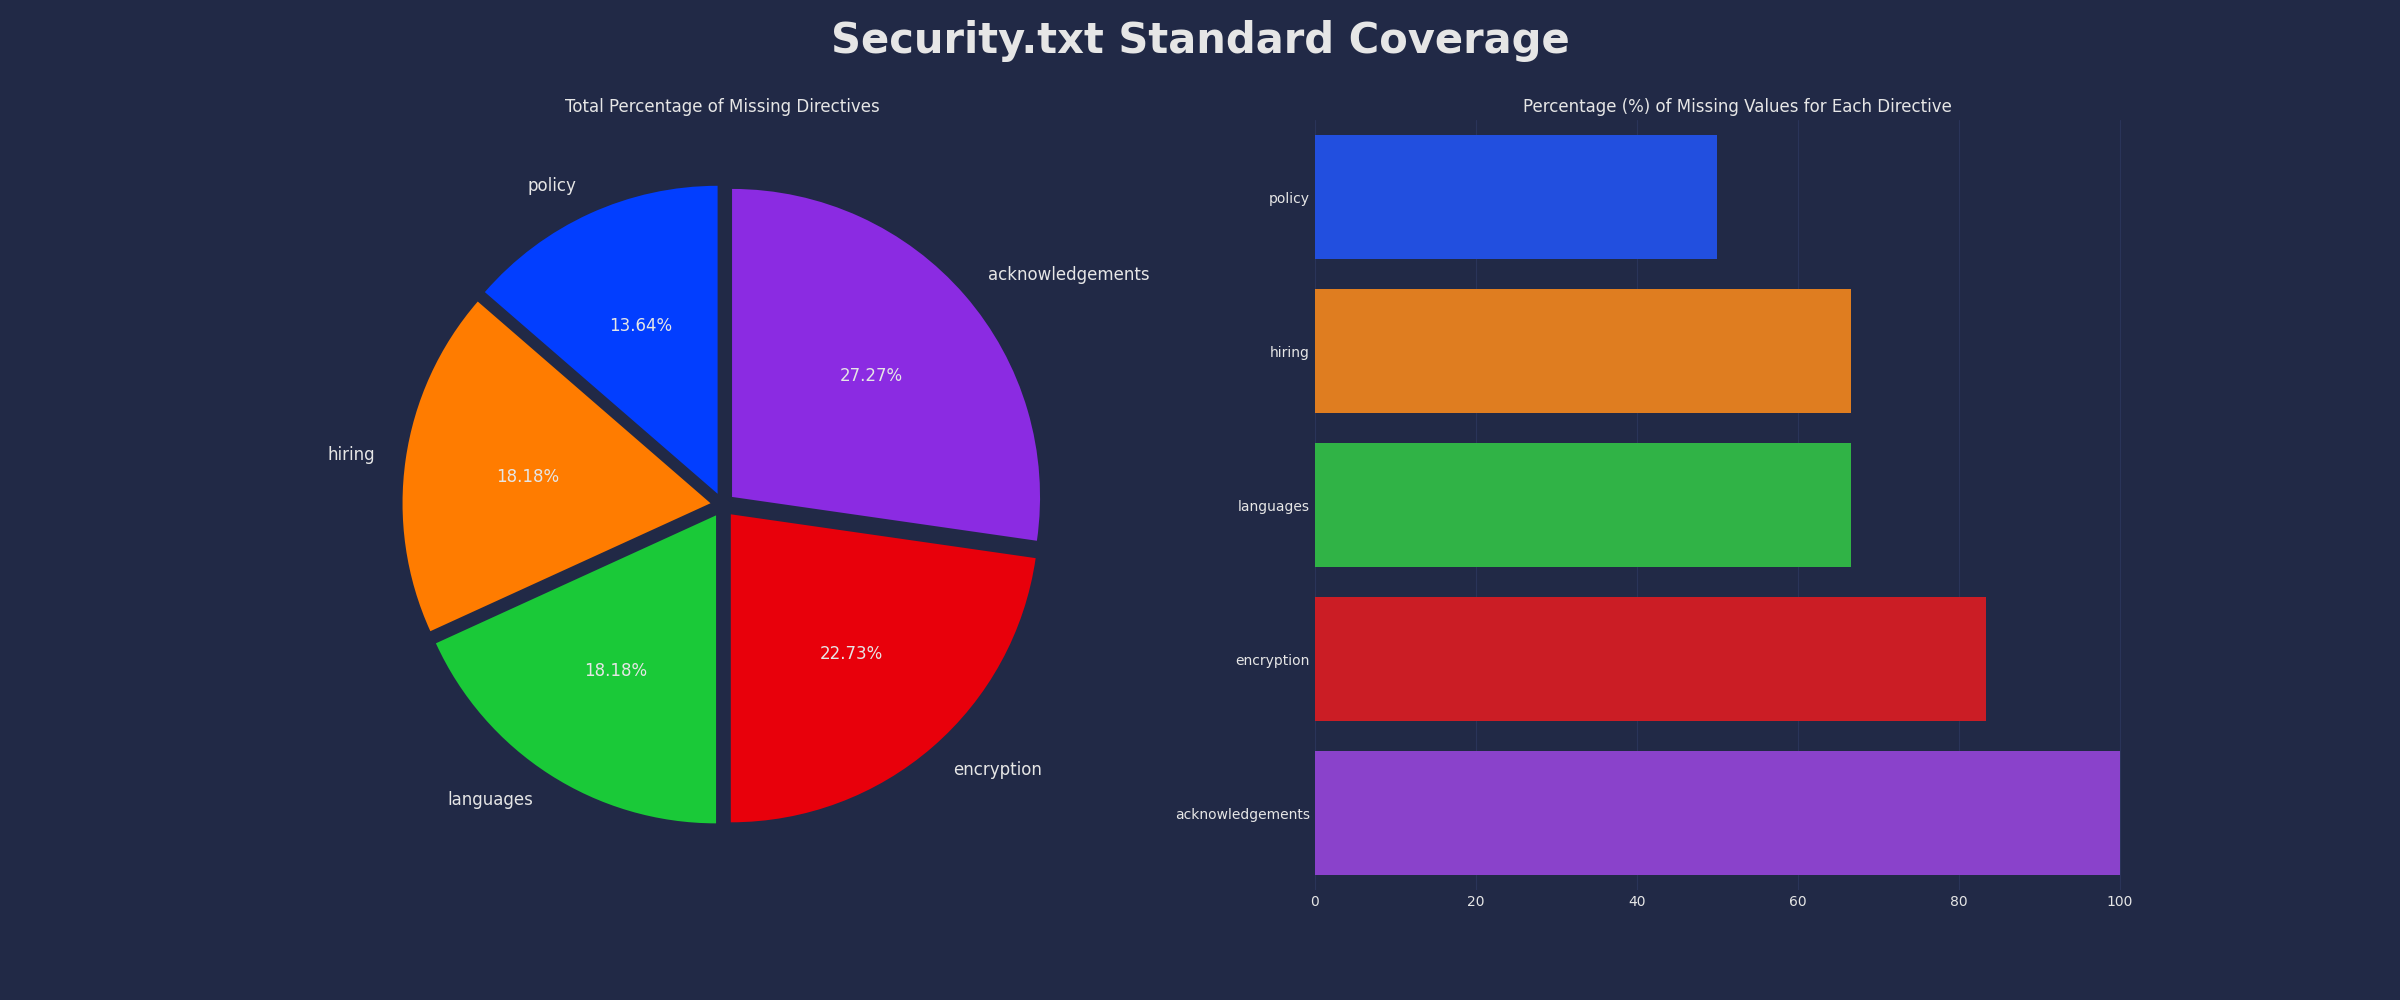 Security.txt Standard Coverage
Total Percentage of Missing Directives
policy
13.64%
acknowledgements
27.27%
hiring
18.18%
languages
18.18%
encryption
22.73%
Percentage (%) of Missing Values for Each Directive
policy
hiring
languages
encryption
acknowledgements
0 20 40 60 80 100